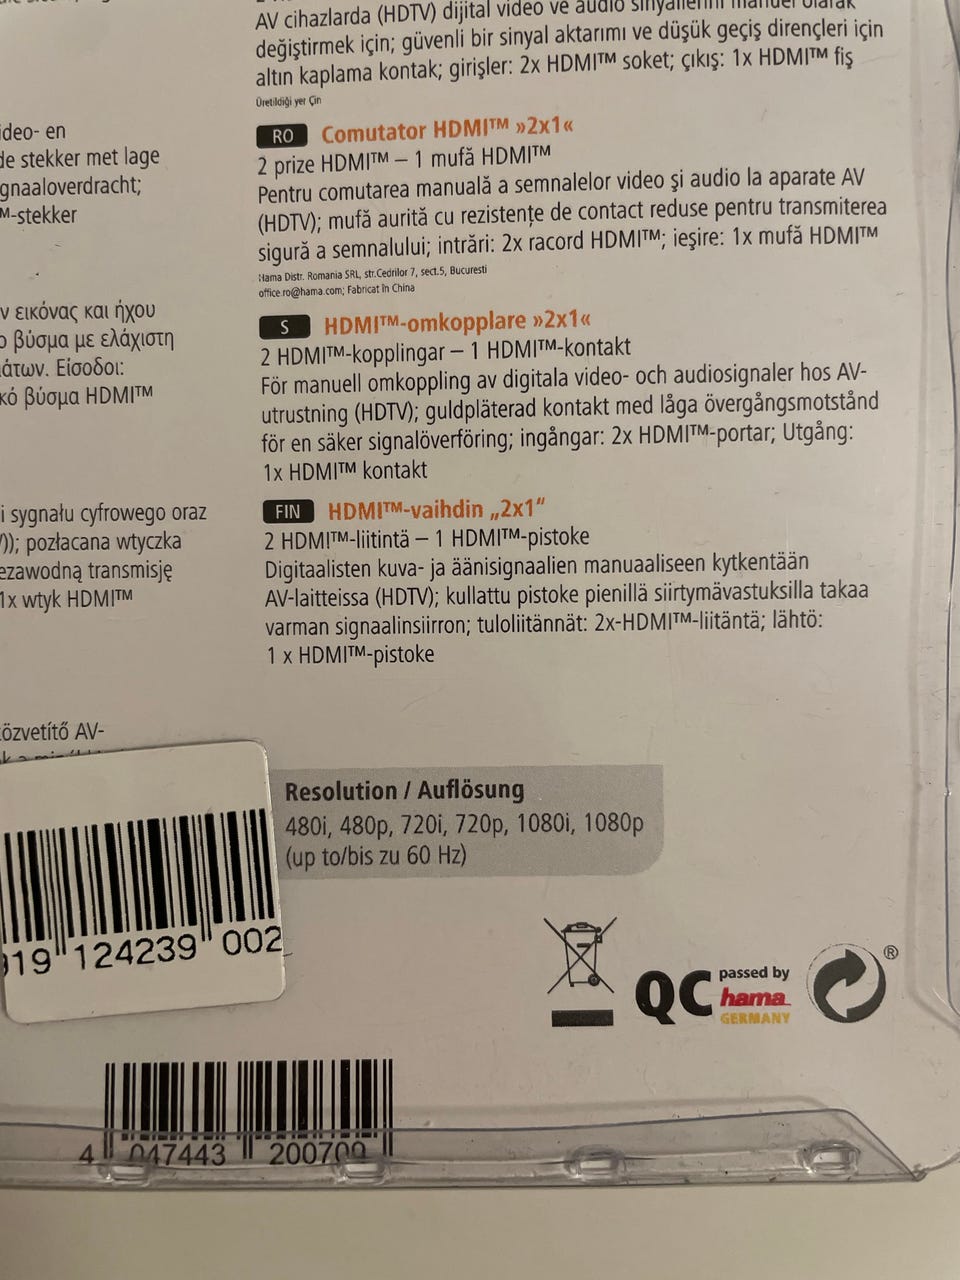 ideo- en
de stekker met lage
gnaaloverdracht;
M-stekker
ν εικόνας και ήχου
ο βύσμα με ελάχιστη
άτων. Είσοδοι:
κό βύσμα HDMI™
i sygnału cyfrowego oraz
)); pozłacana wtyczka
ezawodną transmisję
1x wtyk HDMI™
özvetítő AV-
AV cihazlarda (HDTV) dijital video ve audio sinyallerini manuel olarak
değiştirmek için; güvenli bir sinyal aktarımı ve düşük geçiş dirençleri için
altın kaplama kontak; girişler: 2x HDMI™ soket; çıkış: 1x HDMI™ fiş
Üretildiği yer Çin
RO Comutator HDMI™ »2x1«
2 prize HDMI™ – 1 mufă HDMI™
Pentru comutarea manuală a semnalelor video şi audio la aparate AV
(HDTV); mufă aurită cu rezistenţe de contact reduse pentru transmiterea
sigură a semnalului; intrări: 2x racord HDMI™; ieşire: 1x mufă HDMI™
Hama Distr. Romania SRL, str.Cedrilor 7, sect.5, Bucuresti
office.ro@hama.com; Fabricat în China
S HDMI™-omkopplare »2x1«
2 HDMI™-kopplingar – 1 HDMI™-kontakt
För manuell omkoppling av digitala video- och audiosignaler hos AV-
utrustning (HDTV); guldpläterad kontakt med låga övergångsmotstånd
för en säker signalöverföring; ingångar: 2x HDMI™-portar; Utgång:
1x HDMI™ kontakt
FIN HDMI™-vaihdin „2x1“
2 HDMI™-liitintä – 1 HDMI™-pistoke
Digitaalisten kuva- ja äänisignaalien manuaaliseen kytkentään
AV-laitteissa (HDTV); kullattu pistoke pienillä siirtymävastuksilla takaa
varman signaalinsiirron; tuloliitännät: 2x-HDMI™-liitäntä; lähtö:
1 x HDMI™-pistoke
Resolution / Auflösung
480i, 480p, 720i, 720p, 1080i, 1080p
(up to/bis zu 60 Hz)
919 124239 002
QC passed by
hama
GERMANY
®
4 047443 200709